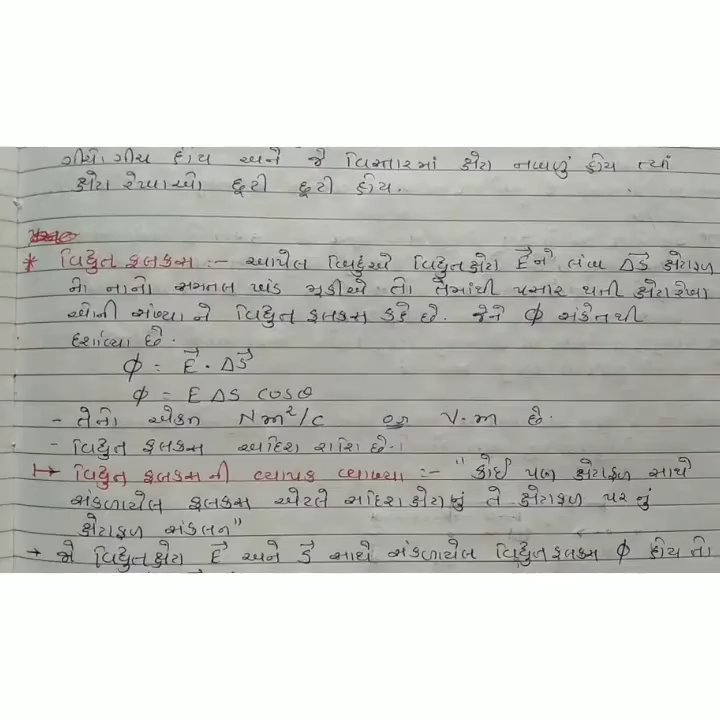 ગીચોગીચ હોય અને જે વિસ્તારમાં ક્ષેત્ર નબળું હોય ત્યાં
ક્ષેત્ર રેખાઓ છૂટી છૂટી હોય.
* વિદ્યુત ફલક્સ :- આપેલ બિંદુએ વિદ્યુતક્ષેત્ર E⃗ ને લંબ ΔS⃗ ક્ષેત્રફળ
નો નાનો સમતલ ખંડ મૂકીએ તો તેમાંથી પસાર થતી ક્ષેત્રરેખા
ઓની સંખ્યા ને વિદ્યુત ફલક્સ કહે છે. જેને ϕ સંકેતથી
દર્શાવ્યા છે.
ϕ = E⃗ · ΔS⃗
ϕ = E ΔS cosθ
- તેનો એકમ Nm²/C or V.m છે.
- વિદ્યુત ફલક્સ અદિશ રાશિ છે.
↦ વિદ્યુત ફલક્સની વ્યાપક વ્યાખ્યા :- "કોઈ પણ ક્ષેત્રફળ સાથે
સંકળાયેલ ફલક્સ એટલે સદિશ ક્ષેત્રનું તે ક્ષેત્રફળ પરનું
ક્ષેત્રફળ સંકલન"
→ જો વિદ્યુતક્ષેત્ર E⃗ અને S⃗ સાથે સંકળાયેલ વિદ્યુત ફલક્સ ϕ હોય તો